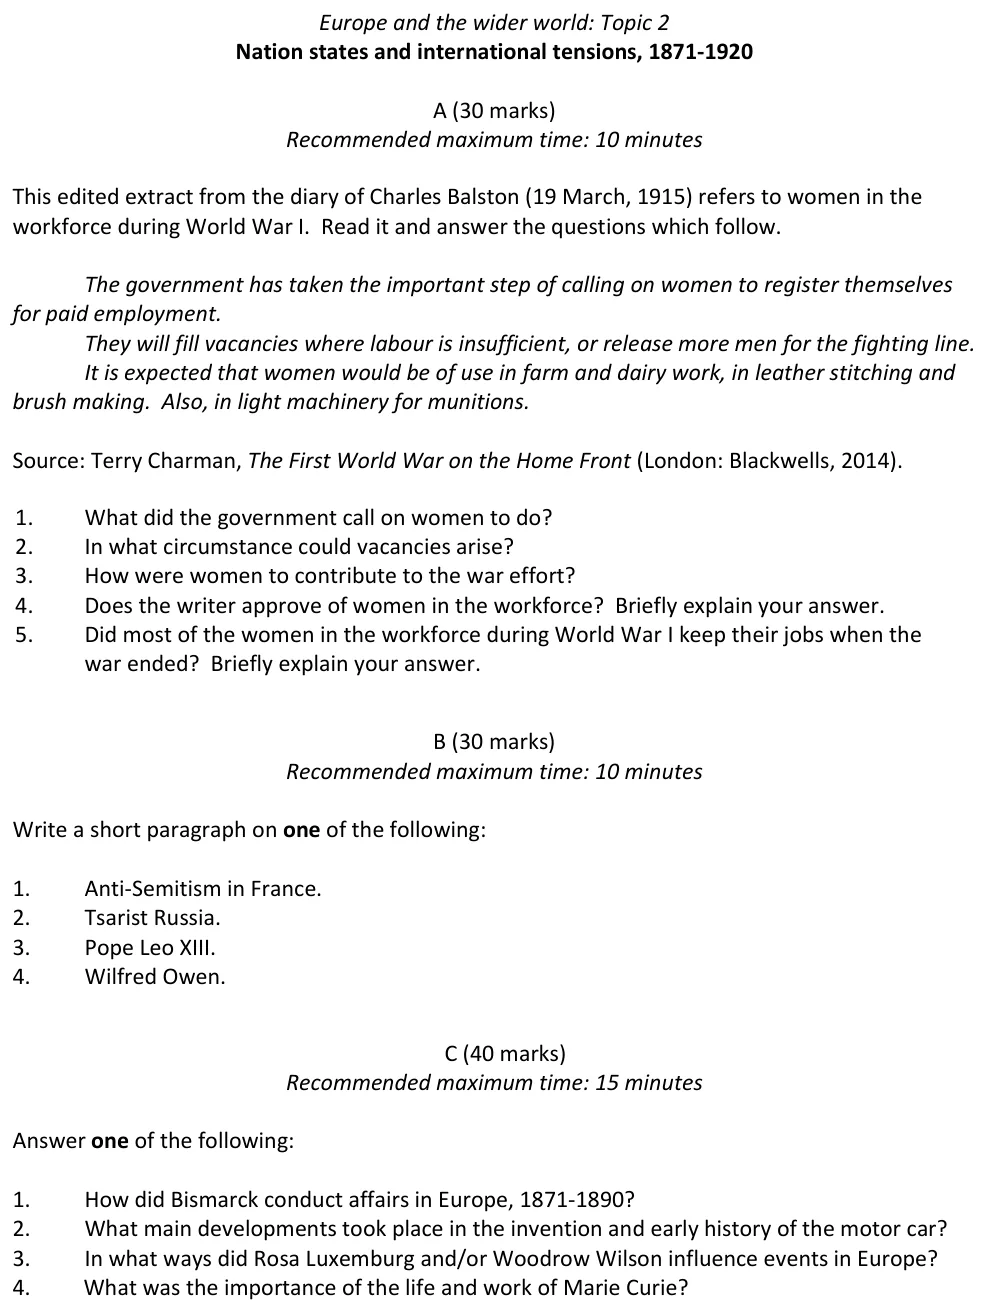 Europe and the wider world: Topic 2
Nation states and international tensions, 1871-1920
A (30 marks)
Recommended maximum time: 10 minutes
This edited extract from the diary of Charles Balston (19 March, 1915) refers to women in the
workforce during World War I.  Read it and answer the questions which follow.
The government has taken the important step of calling on women to register themselves
for paid employment.
They will fill vacancies where labour is insufficient, or release more men for the fighting line.
It is expected that women would be of use in farm and dairy work, in leather stitching and
brush making.  Also, in light machinery for munitions.
Source: Terry Charman, The First World War on the Home Front (London: Blackwells, 2014).
1. What did the government call on women to do?
2. In what circumstance could vacancies arise?
3. How were women to contribute to the war effort?
4. Does the writer approve of women in the workforce?  Briefly explain your answer.
5. Did most of the women in the workforce during World War I keep their jobs when the
war ended?  Briefly explain your answer.
B (30 marks)
Recommended maximum time: 10 minutes
Write a short paragraph on one of the following:
1. Anti-Semitism in France.
2. Tsarist Russia.
3. Pope Leo XIII.
4. Wilfred Owen.
C (40 marks)
Recommended maximum time: 15 minutes
Answer one of the following:
1. How did Bismarck conduct affairs in Europe, 1871-1890?
2. What main developments took place in the invention and early history of the motor car?
3. In what ways did Rosa Luxemburg and/or Woodrow Wilson influence events in Europe?
4. What was the importance of the life and work of Marie Curie?